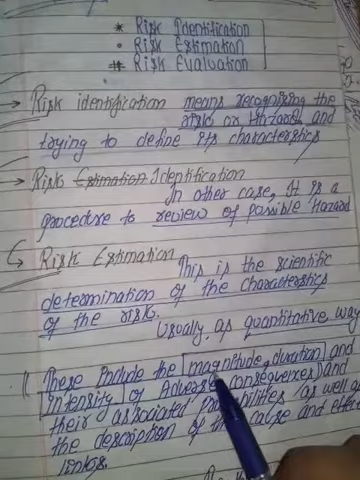 * Risk Identification
• Risk Estimation
# Risk Evaluation
→ Risk identification means recognizing the
risk or Hazard and
trying to define its characteristics
→ Risk Estimation Identification
In other case, It is a
procedure to review of possible Hazard
Risk Estimation
This is the scientific
determination of the characteristics
of the risk.
Usually, as quantitative way
These Include the magnitude, duration and
Intensity of Adverse consequences and
their associated as well a
the description of the cause and effec
links.